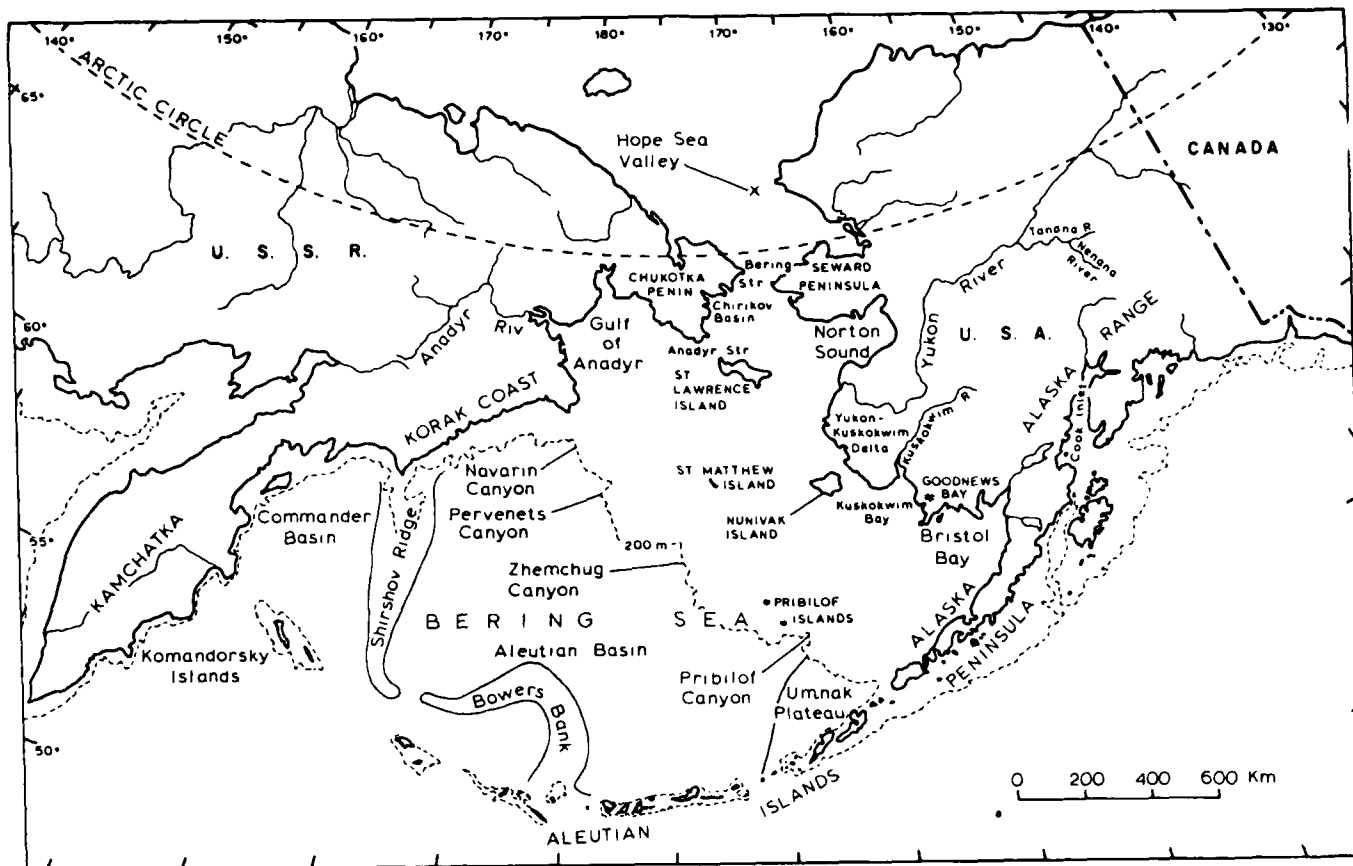 140°
150°
160°
170°
180°
170°
160°
150°
140°
130°
65°
60°
55°
50°
ARCTIC CIRCLE
Hope Sea
Valley
CANADA
U. S. S. R.
CHUKOTKA
PENIN
Bering
Str
SEWARD
PENINSULA
Chirikov
Basin
Tanana R.
Nenana
River
Yukon River
U. S. A.
Anadyr Riv
Gulf
of
Anadyr
Anadyr Str
ST
LAWRENCE
ISLAND
Norton
Sound
ALASKA RANGE
Cook Inlet
KORAK COAST
Yukon-
Kuskokwim
Delta
Kuskokwim R.
Navarin
Canyon
ST MATTHEW
ISLAND
GOODNEWS
BAY
Commander
Basin
Pervenets
Canyon
NUNIVAK
ISLAND
Kuskokwim
Bay
Bristol
Bay
KAMCHATKA
Shirshov Ridge
200 m
Zhemchug
Canyon
BERING SEA
PRIBILOF
ISLANDS
ALASKA
PENINSULA
Komandorsky
Islands
Aleutian Basin
Pribilof
Canyon
Umnak
Plateau
Bowers
Bank
ALEUTIAN
ISLANDS
0 200 400 600 Km